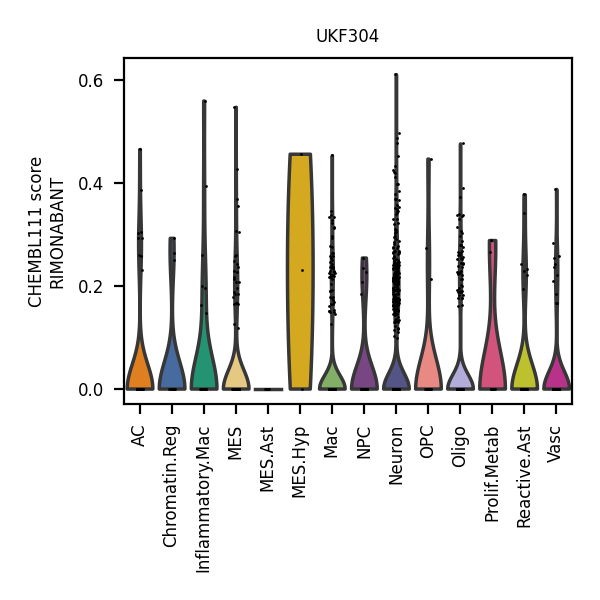 UKF304
CHEMBL111 score
RIMONABANT
0.6
0.4
0.2
0.0
AC
Chromatin.Reg
Inflammatory.Mac
MES
MES.Ast
MES.Hyp
Mac
NPC
Neuron
OPC
Oligo
Prolif.Metab
Reactive.Ast
Vasc